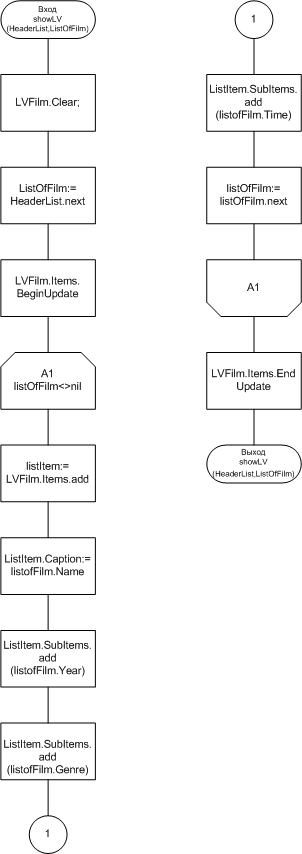 Вход
showLV
(HeaderList,ListOfFilm)
LVFilm.Clear;
ListOfFilm:=
HeaderList.next
LVFilm.Items.
BeginUpdate
A1
listOfFilm<>nil
listItem:=
LVFilm.Items.add
ListItem.Caption:=
listofFilm.Name
ListItem.SubItems.
add
(listofFilm.Year)
ListItem.SubItems.
add
(listofFilm.Genre)
1
1
ListItem.SubItems.
add
(listofFilm.Time)
listOfFilm:=
listOfFilm.next
A1
LVFilm.Items.End
Update
Выход
showLV
(HeaderList,ListOfFilm)